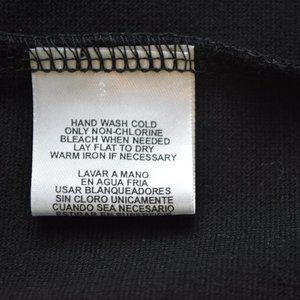 HAND WASH COLD
ONLY NON-CHLORINE
BLEACH WHEN NEEDED
LAY FLAT TO DRY
WARM IRON IF NECESSARY
LAVAR A MANO
EN AGUA FRIA
USAR BLANQUEADORES
SIN CLORO UNICAMENTE
CUANDO SEA NECESARIO